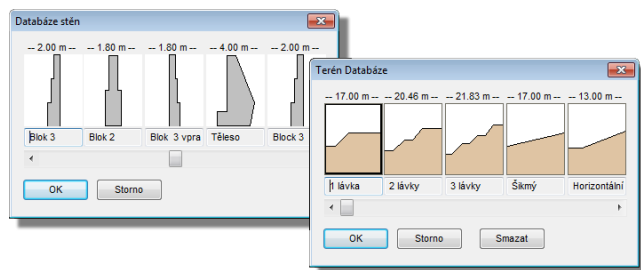 Databáze stěn
-- 2.00 m -- -- 1.80 m -- -- 1.80 m -- -- 4.00 m -- -- 2.00 m --
Blok 3 Blok 2 Blok 3 vpra Těleso Block 3
OK Storno
Terén Databáze
-- 17.00 m -- -- 20.46 m -- -- 21.83 m -- -- 17.00 m -- -- 13.00 m --
1 lávka 2 lávky 3 lávky Šikmý Horizontální
OK Storno Smazat